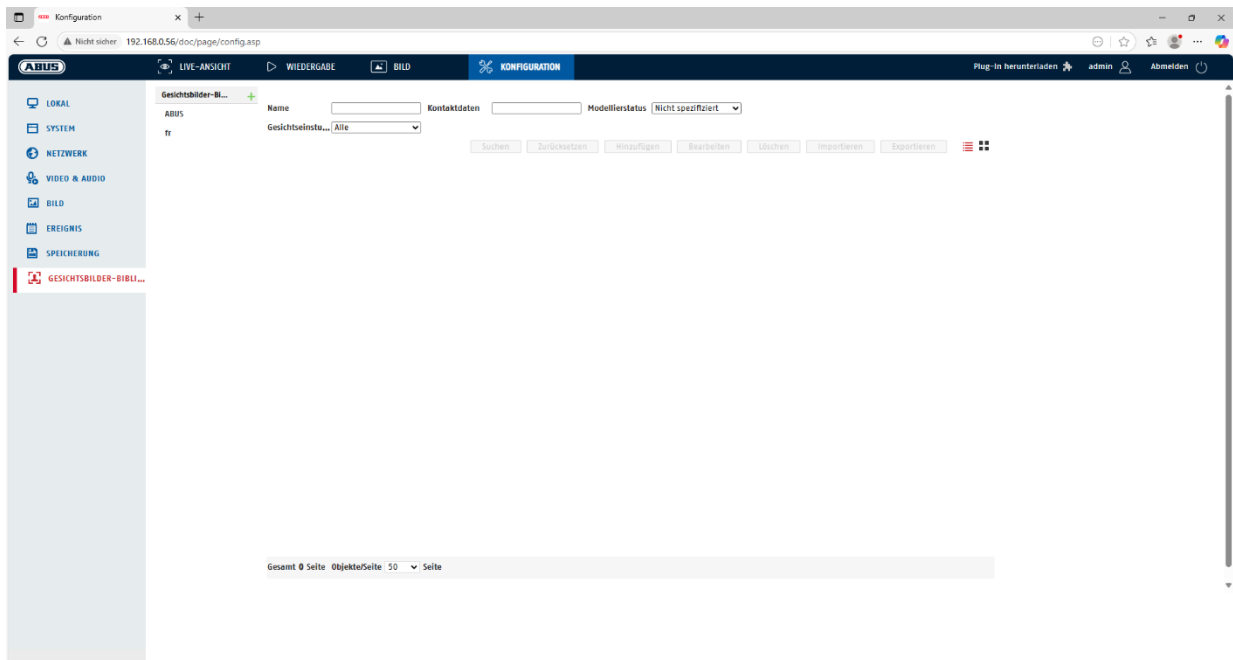 Konfiguration
Nicht sicher 192.168.0.56/doc/page/config.asp
ABUS LIVE-ANSICHT WIEDERGABE BILD KONFIGURATION Plug-in herunterladen admin Abmelden
LOKAL
SYSTEM
NETZWERK
VIDEO & AUDIO
BILD
EREIGNIS
SPEICHERUNG
GESICHTSBILDER-BIBLI...
Gesichtsbilder-Bi... +
ABUS
fr
Name Kontaktdaten Modellierstatus Nicht spezifiziert
Gesichtseinstu... Alle
Suchen Zurücksetzen Hinzufügen Bearbeiten Löschen Importieren Exportieren
Gesamt 0 Seite Objekte/Seite 50 Seite